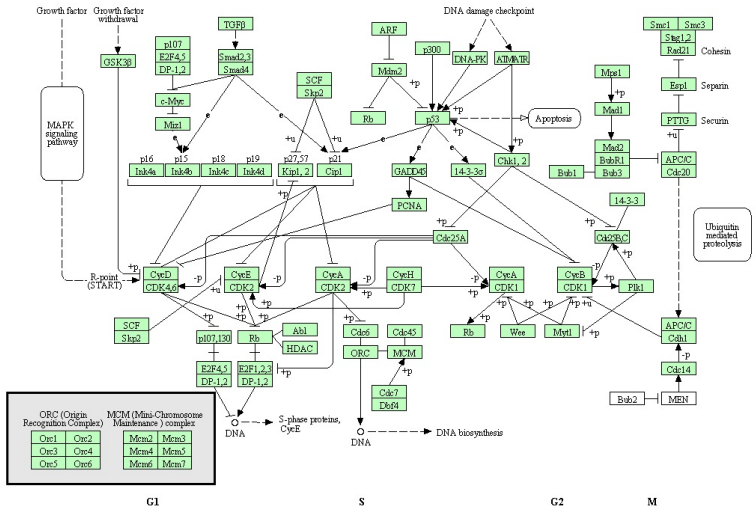 Growth factor
Growth factor
withdrawal
TGFβ
DNA damage checkpoint
GSK3β
p107
E2F4,5
DP-1,2
Smad2,3
Smad4
ARF
p300
DNA-PK
ATM/ATR
Smc1
Smc3
Stag1,2
Rad21
Cohesin
Mdm2
+p
SCF
Skp2
c-Myc
Miz1
Rb
p53
+p
+p
+p
Apoptosis
Mps1
+p
Mad1
Esp1
Separin
PTTG
Securin
+u
MAPK
signaling
pathway
e
e
e
+u
+u
e
e
+p
Mad2
BubR1
Bub3
Bub1
APC/C
Cdc20
p16
p15
p18
p19
p27,57
p21
Ink4a
Ink4b
Ink4c
Ink4d
Kip1, 2
Cip1
GADD45
14-3-3σ
Chk1, 2
+p
PCNA
14-3-3
+p
+p
Cdc25A
Cdc25B,C
Ubiquitin
mediated
proteolysis
R-point
(START)
+p
CycD
CDK4,6
-p
CycE
CDK2
-p
+u
CycA
CDK2
-p
+p
CycH
CDK7
-p
+p
CycA
CDK1
CycB
CDK1
-p
+p
+p
Plk1
SCF
Skp2
+p
+p
+p
+p
+p
p107,130
Rb
Abl
HDAC
Cdc6
Cdc45
ORC
MCM
+p
+p
Rb
Wee
Myt1
+p
+p
+u
+p
APC/C
Cdh1
-p
Cdc14
E2F4,5
DP-1,2
E2F1,2,3
DP-1,2
+p
+p
Cdc7
Dbf4
Bub2
MEN
DNA
S-phase proteins,
CycE
DNA
DNA biosynthesis
ORC (Origin
Recognition Complex)
MCM (Mini-Chromosome
Maintenance ) complex
Orc1 Orc2
Orc3 Orc4
Orc5 Orc6
Mcm2 Mcm3
Mcm4 Mcm5
Mcm6 Mcm7
G1
S
G2
M